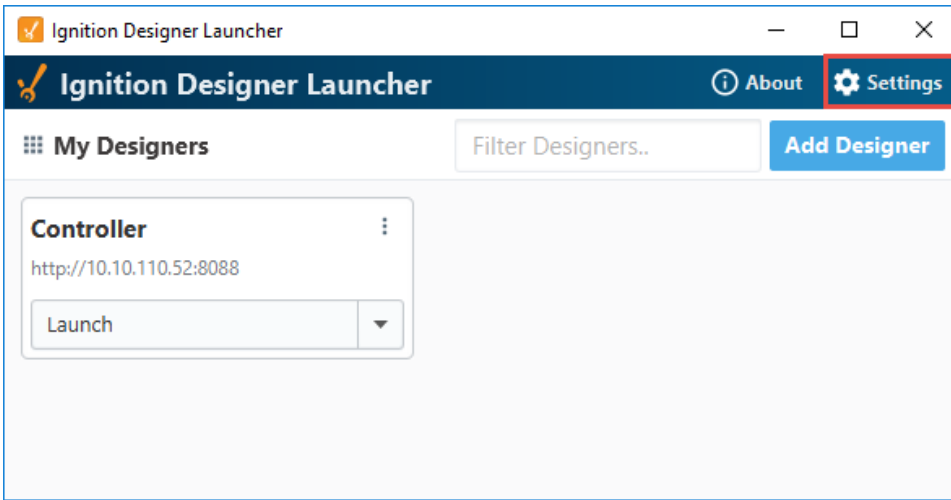 Ignition Designer Launcher
Ignition Designer Launcher About Settings
My Designers Filter Designers.. Add Designer
Controller
http://10.10.110.52:8088
Launch